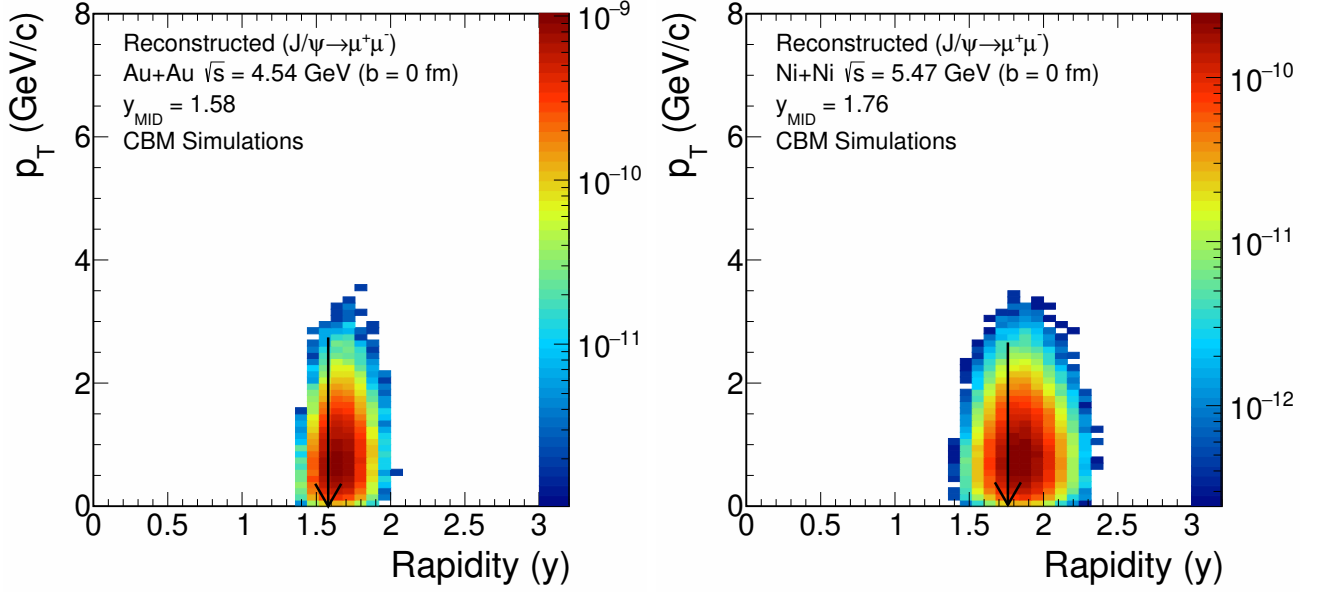 Reconstructed (J/ψ→μ⁺μ⁻)
Au+Au √s = 4.54 GeV (b = 0 fm)
y_MID = 1.58
CBM Simulations
p_T (GeV/c)
8
6
4
2
0
0 0.5 1 1.5 2 2.5 3
Rapidity (y)
10⁻⁹
10⁻¹⁰
10⁻¹¹
Reconstructed (J/ψ→μ⁺μ⁻)
Ni+Ni √s = 5.47 GeV (b = 0 fm)
y_MID = 1.76
CBM Simulations
p_T (GeV/c)
8
6
4
2
0
0 0.5 1 1.5 2 2.5 3
Rapidity (y)
10⁻¹⁰
10⁻¹¹
10⁻¹²